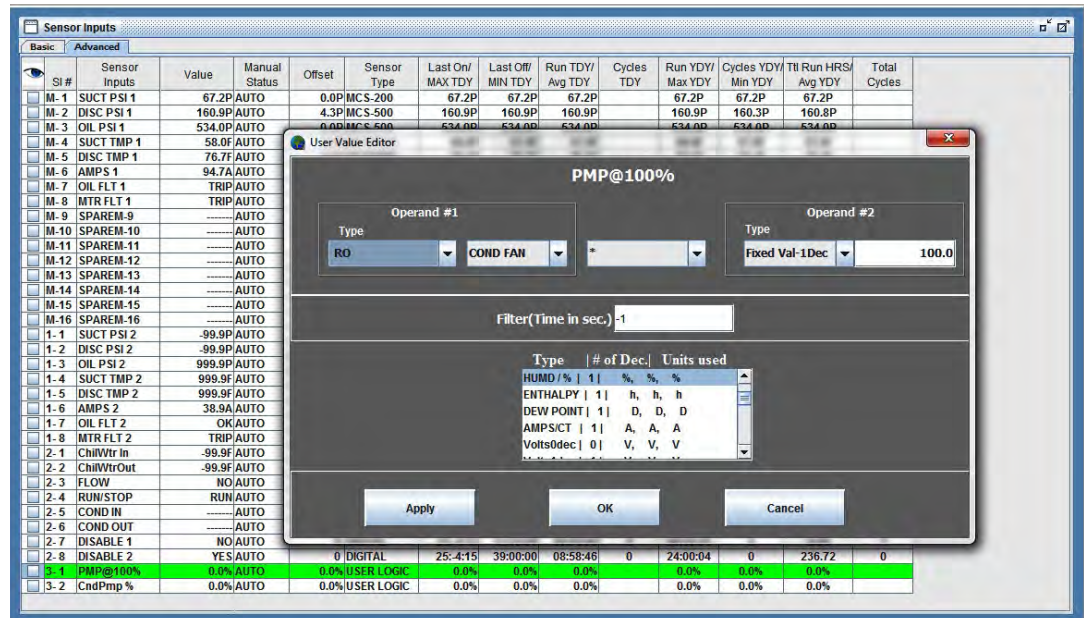 Sensor Inputs
Basic Advanced
SI # Sensor Inputs Value Manual Status Offset Sensor Type Last On/ MAX TDY Last Off/ MIN TDY Run TDY/ Avg TDY Cycles TDY Run YDY/ Max YDY Cycles YDY/ Min YDY Ttl Run HRS/ Avg YDY Total Cycles
M- 1 SUCT PSI 1 67.2P AUTO 0.0P MCS-200 67.2P 67.2P 67.2P 67.2P 67.2P 67.2P
M- 2 DISC PSI 1 160.9P AUTO 4.3P MCS-500 160.9P 160.9P 160.9P 160.9P 160.3P 160.8P
M- 3 OIL PSI 1 534.0P AUTO 0.0P MCS-500 534.0P 534.0P 534.0P 534.0P 534.0P 534.0P
M- 4 SUCT TMP 1 58.0F AUTO
M- 5 DISC TMP 1 76.7F AUTO
M- 6 AMPS 1 94.7A AUTO
M- 7 OIL FLT 1 TRIP AUTO
M- 8 MTR FLT 1 TRIP AUTO
M- 9 SPAREM-9 ------- AUTO
M-10 SPAREM-10 ------- AUTO
M-11 SPAREM-11 ------- AUTO
M-12 SPAREM-12 ------- AUTO
M-13 SPAREM-13 ------- AUTO
M-14 SPAREM-14 ------- AUTO
M-15 SPAREM-15 ------- AUTO
M-16 SPAREM-16 ------- AUTO
1- 1 SUCT PSI 2 -99.9P AUTO
1- 2 DISC PSI 2 -99.9P AUTO
1- 3 OIL PSI 2 999.9P AUTO
1- 4 SUCT TMP 2 999.9F AUTO
1- 5 DISC TMP 2 999.9F AUTO
1- 6 AMPS 2 38.9A AUTO
1- 7 OIL FLT 2 OK AUTO
1- 8 MTR FLT 2 TRIP AUTO
2- 1 ChilWtr In -99.9F AUTO
2- 2 ChilWtrOut -99.9F AUTO
2- 3 FLOW NO AUTO
2- 4 RUN/STOP RUN AUTO
2- 5 COND IN ------- AUTO
2- 6 COND OUT ------- AUTO
2- 7 DISABLE 1 NO AUTO
2- 8 DISABLE 2 YES AUTO 0 DIGITAL 25:-4:15 39:00:00 08:58:46 0 24:00:04 0 236.72 0
3- 1 PMP@100% 0.0% AUTO 0.0% USER LOGIC 0.0% 0.0% 0.0% 0.0% 0.0% 0.0%
3- 2 CndPmp % 0.0% AUTO 0.0% USER LOGIC 0.0% 0.0% 0.0% 0.0% 0.0% 0.0%
User Value Editor
PMP@100%
Operand #1 Operand #2
Type Type
RO COND FAN * Fixed Val-1Dec 100.0
Filter(Time in sec.) -1
Type | # of Dec.| Units used
HUMD / % | 1 | %, %, %
ENTHALPY | 1 | h, h, h
DEW POINT | 1 | D, D, D
AMPS/CT | 1 | A, A, A
Volts0dec | 0 | V, V, V
Apply OK Cancel